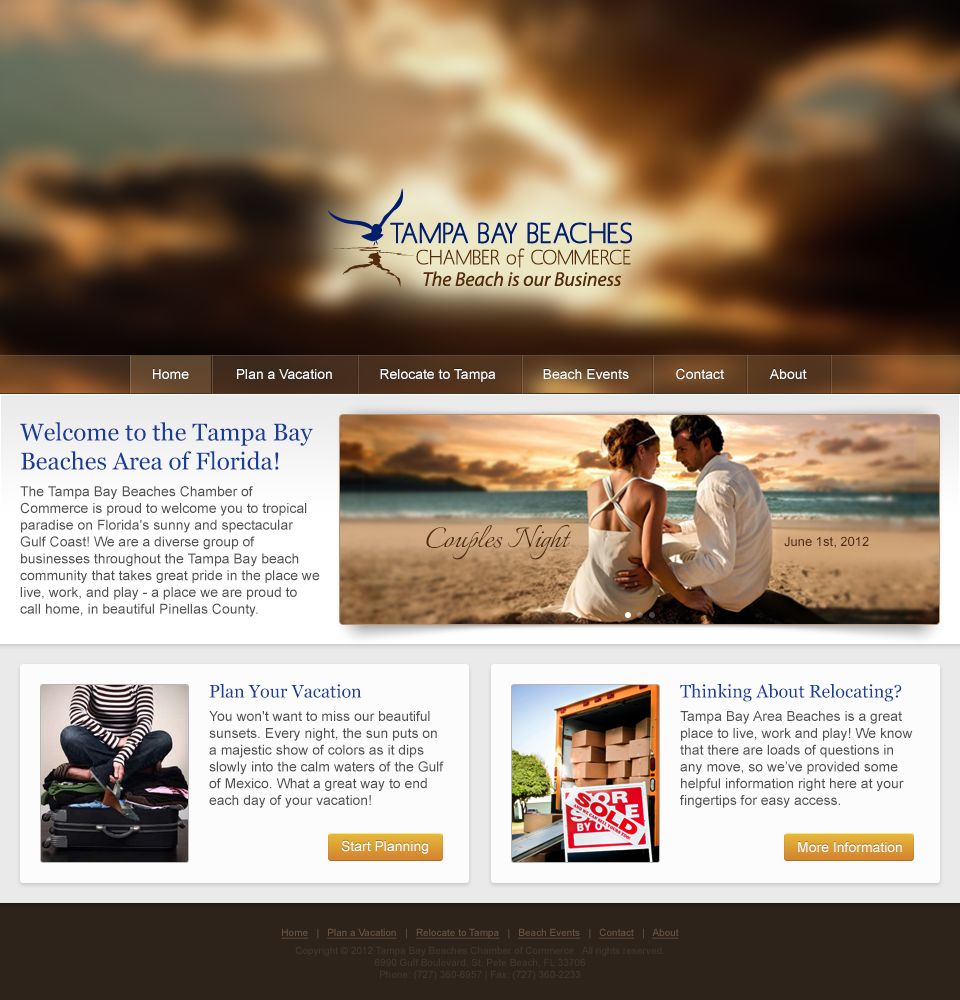 TAMPA BAY BEACHES
CHAMBER of COMMERCE
The Beach is our Business
Home
Plan a Vacation
Relocate to Tampa
Beach Events
Contact
About
Welcome to the Tampa Bay
Beaches Area of Florida!
The Tampa Bay Beaches Chamber of
Commerce is proud to welcome you to tropical
paradise on Florida's sunny and spectacular
Gulf Coast! We are a diverse group of
businesses throughout the Tampa Bay beach
community that takes great pride in the place we
live, work, and play - a place we are proud to
call home, in beautiful Pinellas County.
Couples Night
June 1st, 2012
Plan Your Vacation
You won't want to miss our beautiful
sunsets. Every night, the sun puts on
a majestic show of colors as it dips
slowly into the calm waters of the Gulf
of Mexico. What a great way to end
each day of your vacation!
Start Planning
FOR
SALE
SOLD
BY
Thinking About Relocating?
Tampa Bay Area Beaches is a great
place to live, work and play! We know
that there are loads of questions in
any move, so we've provided some
helpful information right here at your
fingertips for easy access.
More Information
Home | Plan a Vacation | Relocate to Tampa | Beach Events | Contact | About
Copyright © 2012 Tampa Bay Beaches Chamber of Commerce. All rights reserved.
6990 Gulf Boulevard, St. Pete Beach, FL 33706
Phone: (727) 360-6957 | Fax: (727) 360-2233